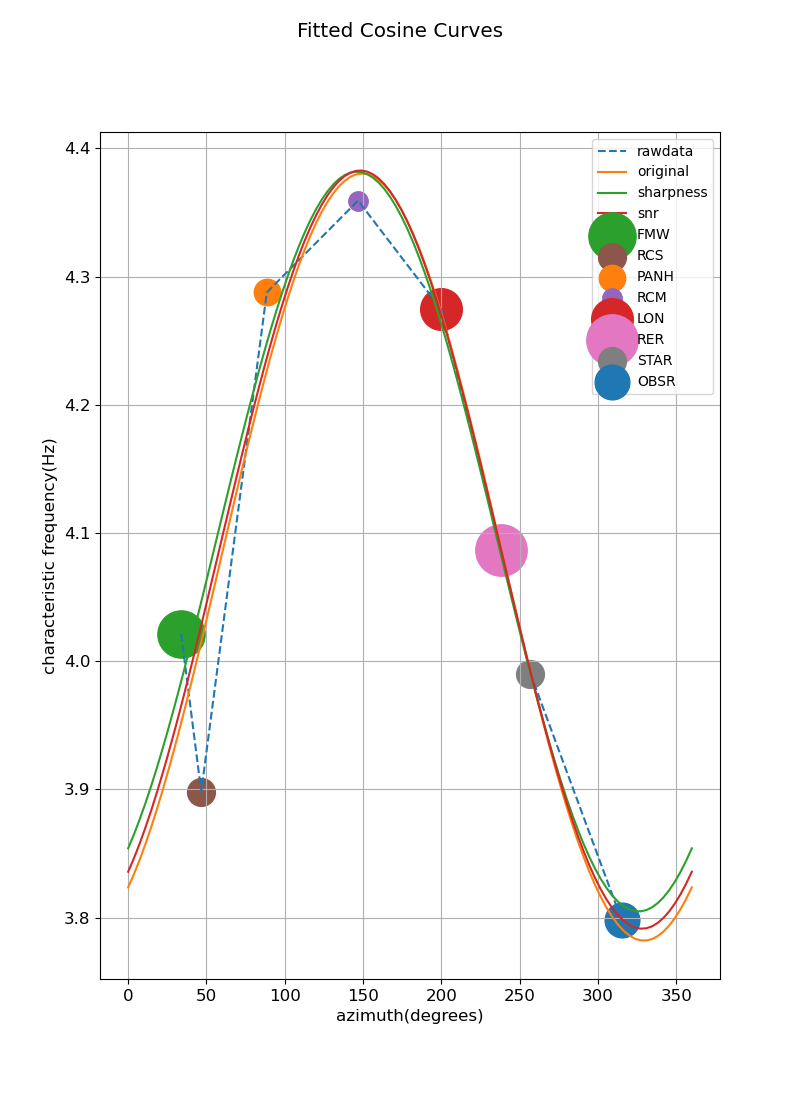 Fitted Cosine Curves
rawdata
original
sharpness
snr
FMW
RCS
PANH
RCM
LON
RER
STAR
OBSR
4.4
4.3
4.2
4.1
4.0
3.9
3.8
characteristic frequency(Hz)
0 50 100 150 200 250 300 350
azimuth(degrees)